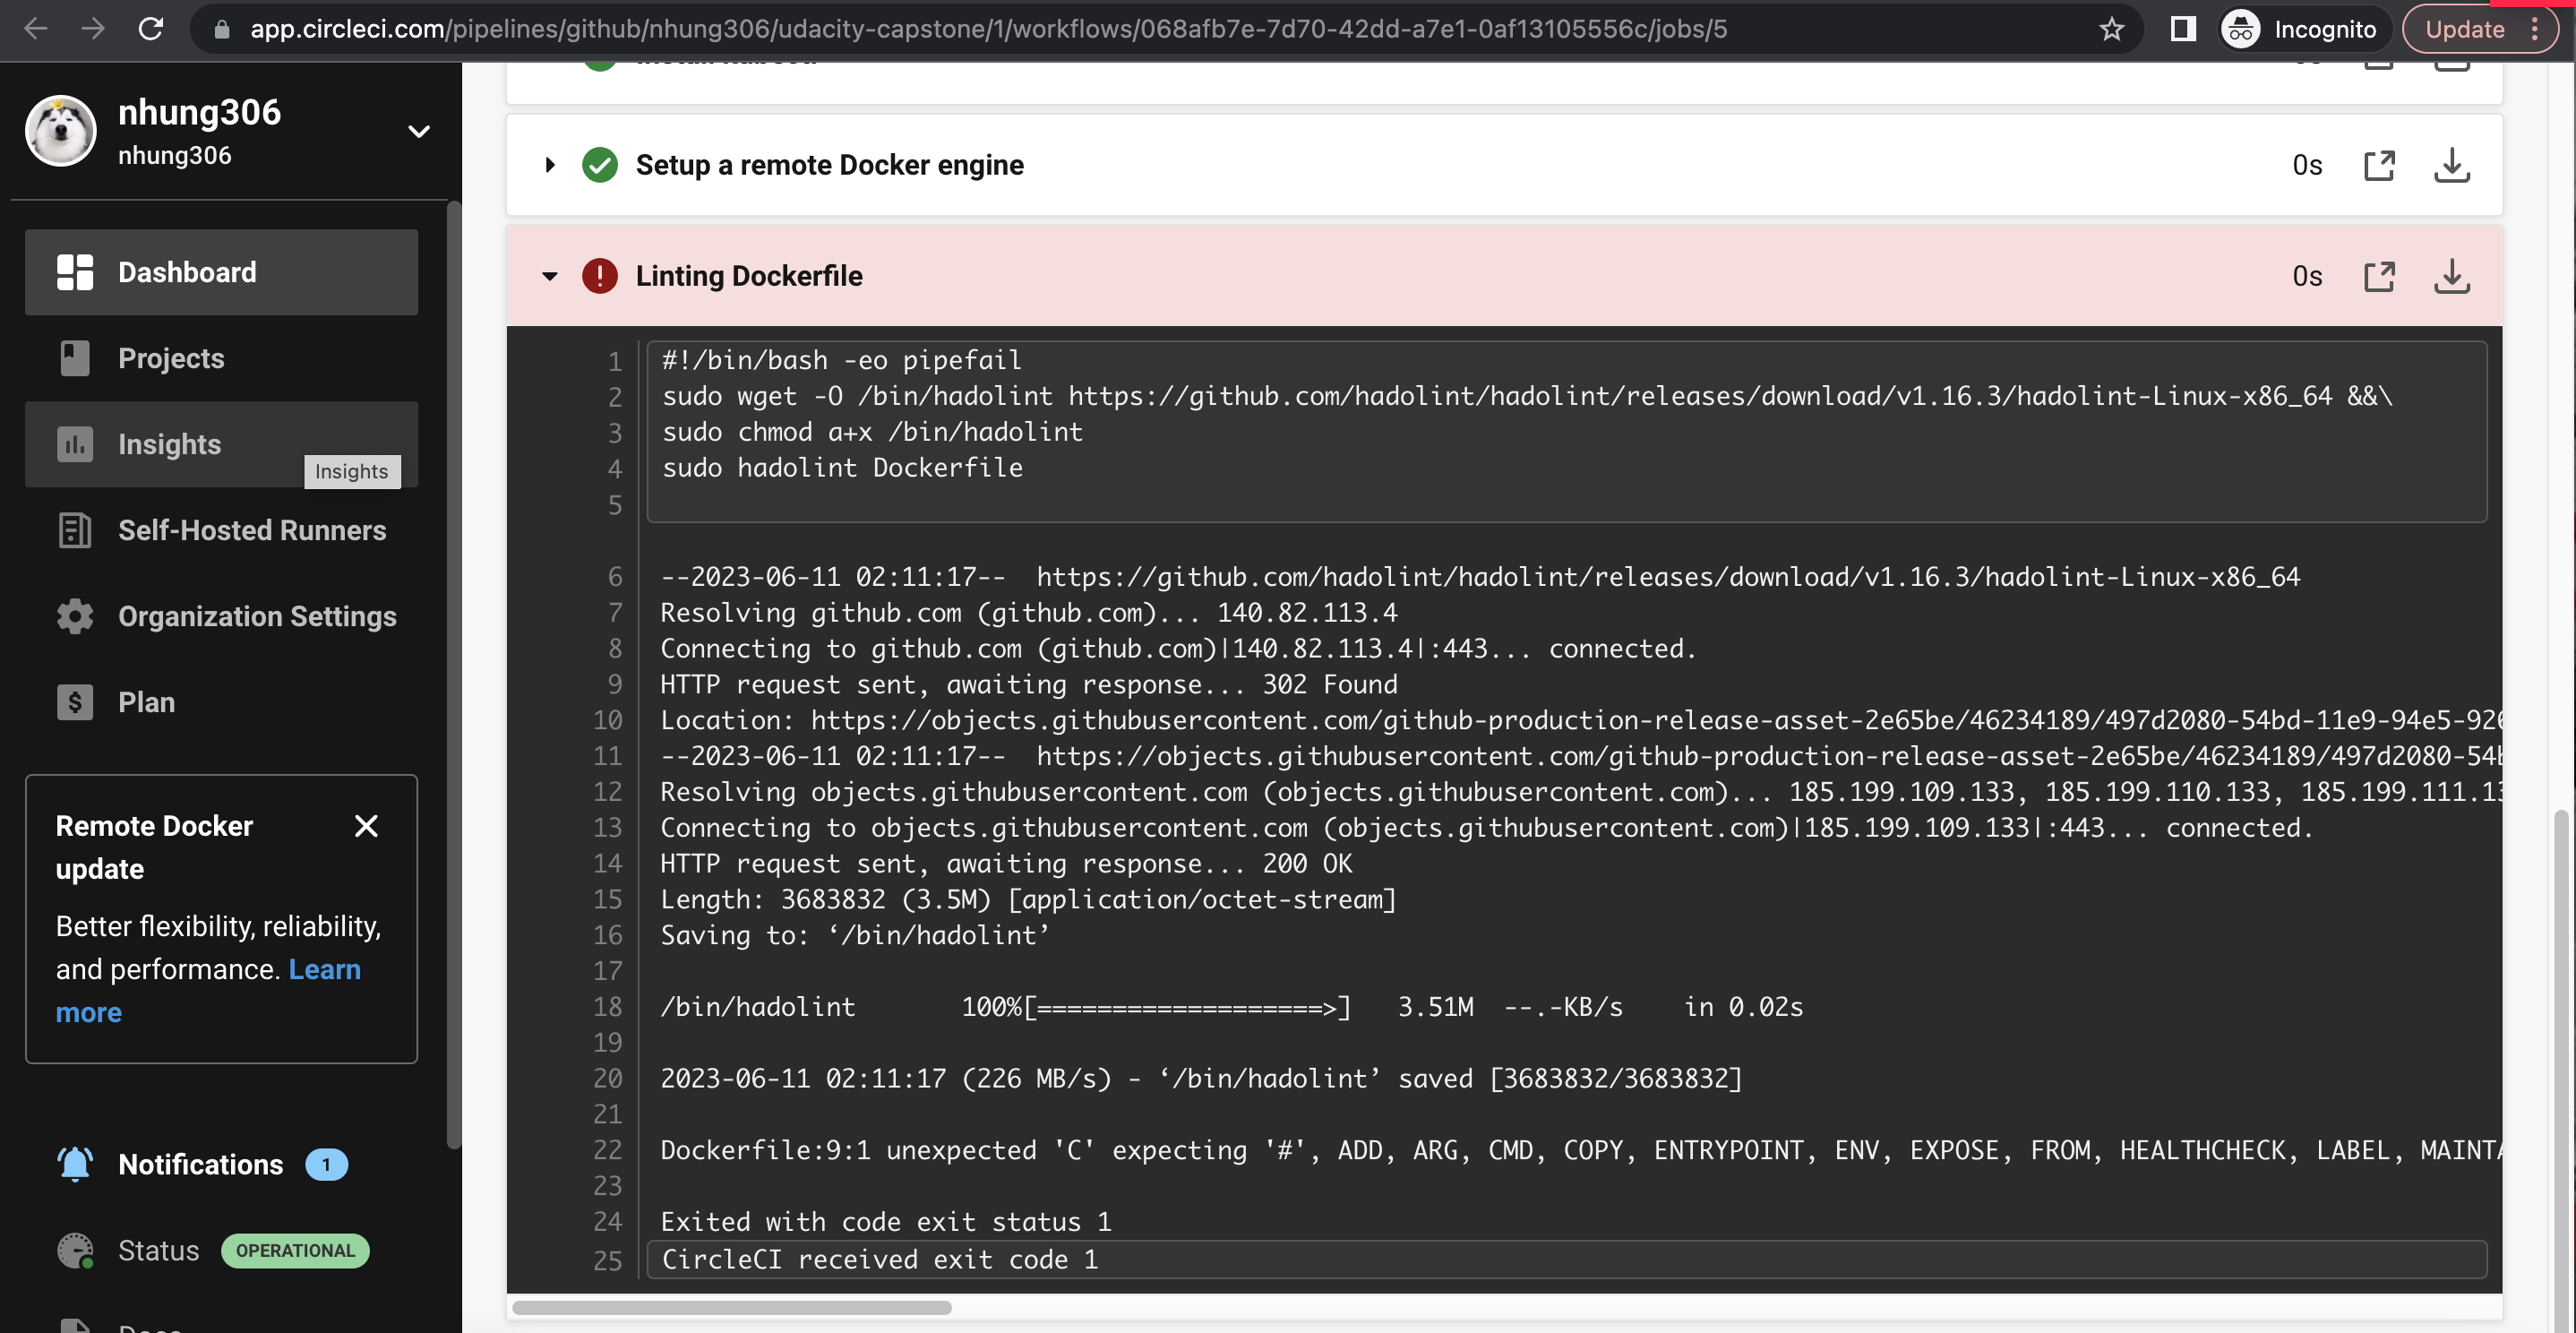 app.circleci.com/pipelines/github/nhung306/udacity-capstone/1/workflows/068afb7e-7d70-42dd-a7e1-0af13105556c/jobs/5
Incognito
Update
nhung306
nhung306
Dashboard
Projects
Insights
Insights
Self-Hosted Runners
Organization Settings
Plan
Remote Docker
update
Better flexibility, reliability,
and performance. Learn
more
Notifications 1
Status OPERATIONAL
Setup a remote Docker engine 0s
Linting Dockerfile 0s
1 #!/bin/bash -eo pipefail
2 sudo wget -O /bin/hadolint https://github.com/hadolint/hadolint/releases/download/v1.16.3/hadolint-Linux-x86_64 &&\
3 sudo chmod a+x /bin/hadolint
4 sudo hadolint Dockerfile
5
6 --2023-06-11 02:11:17--  https://github.com/hadolint/hadolint/releases/download/v1.16.3/hadolint-Linux-x86_64
7 Resolving github.com (github.com)... 140.82.113.4
8 Connecting to github.com (github.com)|140.82.113.4|:443... connected.
9 HTTP request sent, awaiting response... 302 Found
10 Location: https://objects.githubusercontent.com/github-production-release-asset-2e65be/46234189/497d2080-54bd-11e9-94e5-926
11 --2023-06-11 02:11:17--  https://objects.githubusercontent.com/github-production-release-asset-2e65be/46234189/497d2080-54b
12 Resolving objects.githubusercontent.com (objects.githubusercontent.com)... 185.199.109.133, 185.199.110.133, 185.199.111.13
13 Connecting to objects.githubusercontent.com (objects.githubusercontent.com)|185.199.109.133|:443... connected.
14 HTTP request sent, awaiting response... 200 OK
15 Length: 3683832 (3.5M) [application/octet-stream]
16 Saving to: ‘/bin/hadolint’
17
18 /bin/hadolint       100%[===================>]   3.51M  --.-KB/s    in 0.02s
19
20 2023-06-11 02:11:17 (226 MB/s) - ‘/bin/hadolint’ saved [3683832/3683832]
21
22 Dockerfile:9:1 unexpected 'C' expecting '#', ADD, ARG, CMD, COPY, ENTRYPOINT, ENV, EXPOSE, FROM, HEALTHCHECK, LABEL, MAINTA
23
24 Exited with code exit status 1
25 CircleCI received exit code 1